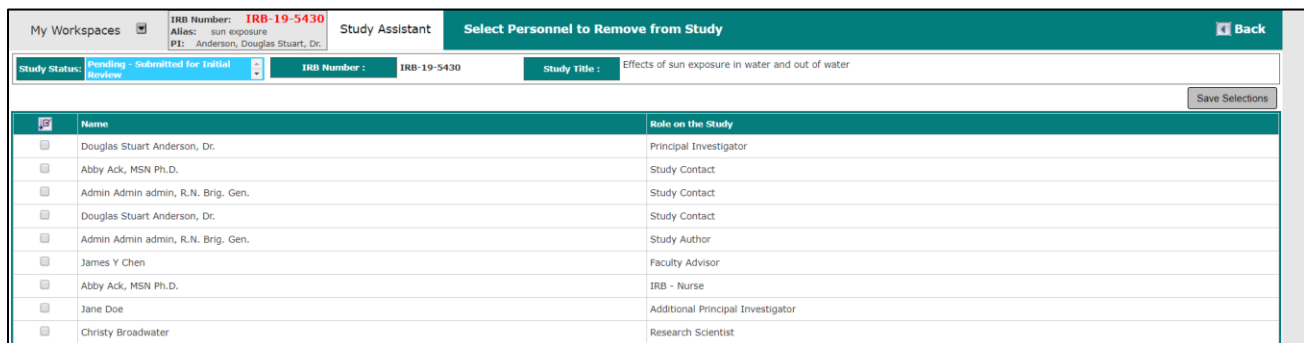 My Workspaces
IRB Number: IRB-19-5430
Alias: sun exposure
PI: Anderson, Douglas Stuart, Dr.
Study Assistant
Select Personnel to Remove from Study
Back
Study Status: Pending - Submitted for Initial Review
IRB Number : IRB-19-5430
Study Title : Effects of sun exposure in water and out of water
Save Selections
Name Role on the Study
Douglas Stuart Anderson, Dr. Principal Investigator
Abby Ack, MSN Ph.D. Study Contact
Admin Admin admin, R.N. Brig. Gen. Study Contact
Douglas Stuart Anderson, Dr. Study Contact
Admin Admin admin, R.N. Brig. Gen. Study Author
James Y Chen Faculty Advisor
Abby Ack, MSN Ph.D. IRB - Nurse
Jane Doe Additional Principal Investigator
Christy Broadwater Research Scientist